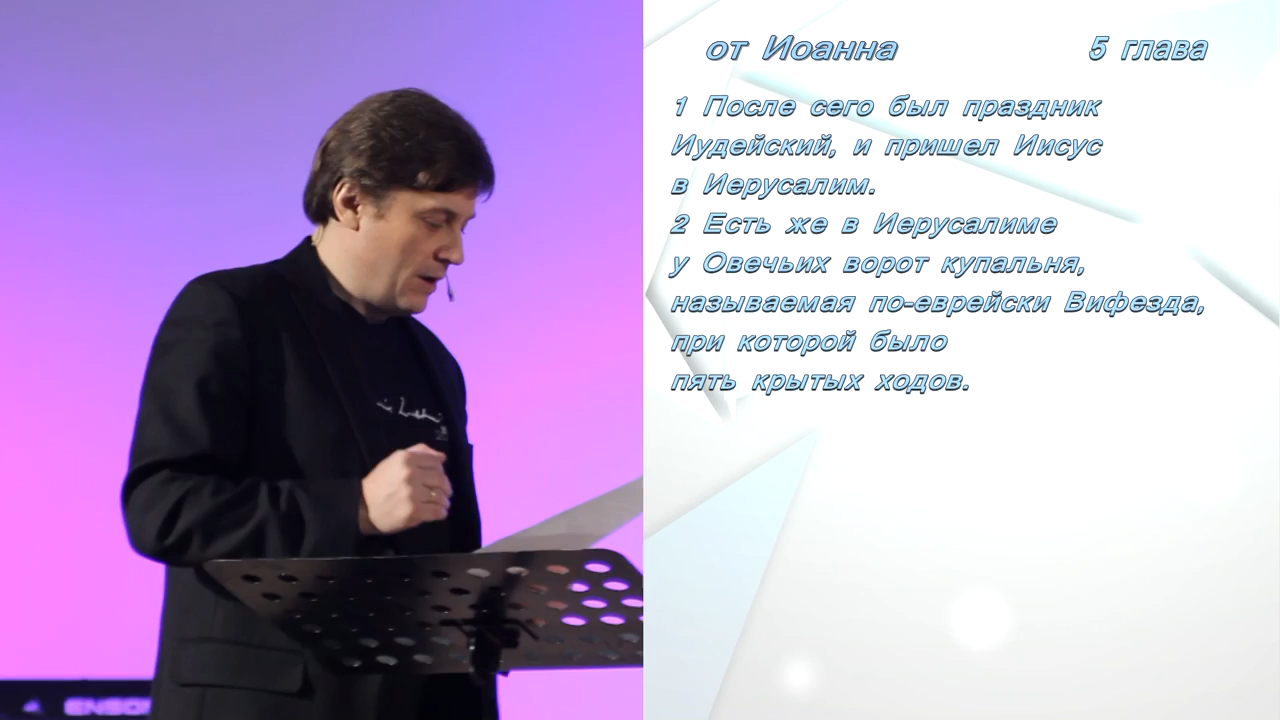 от Иоанна 5 глава
1 После сего был праздник
Иудейский, и пришел Иисус
в Иерусалим.
2 Есть же в Иерусалиме
у Овечьих ворот купальня,
называемая по-еврейски Вифезда,
при которой было
пять крытых ходов.